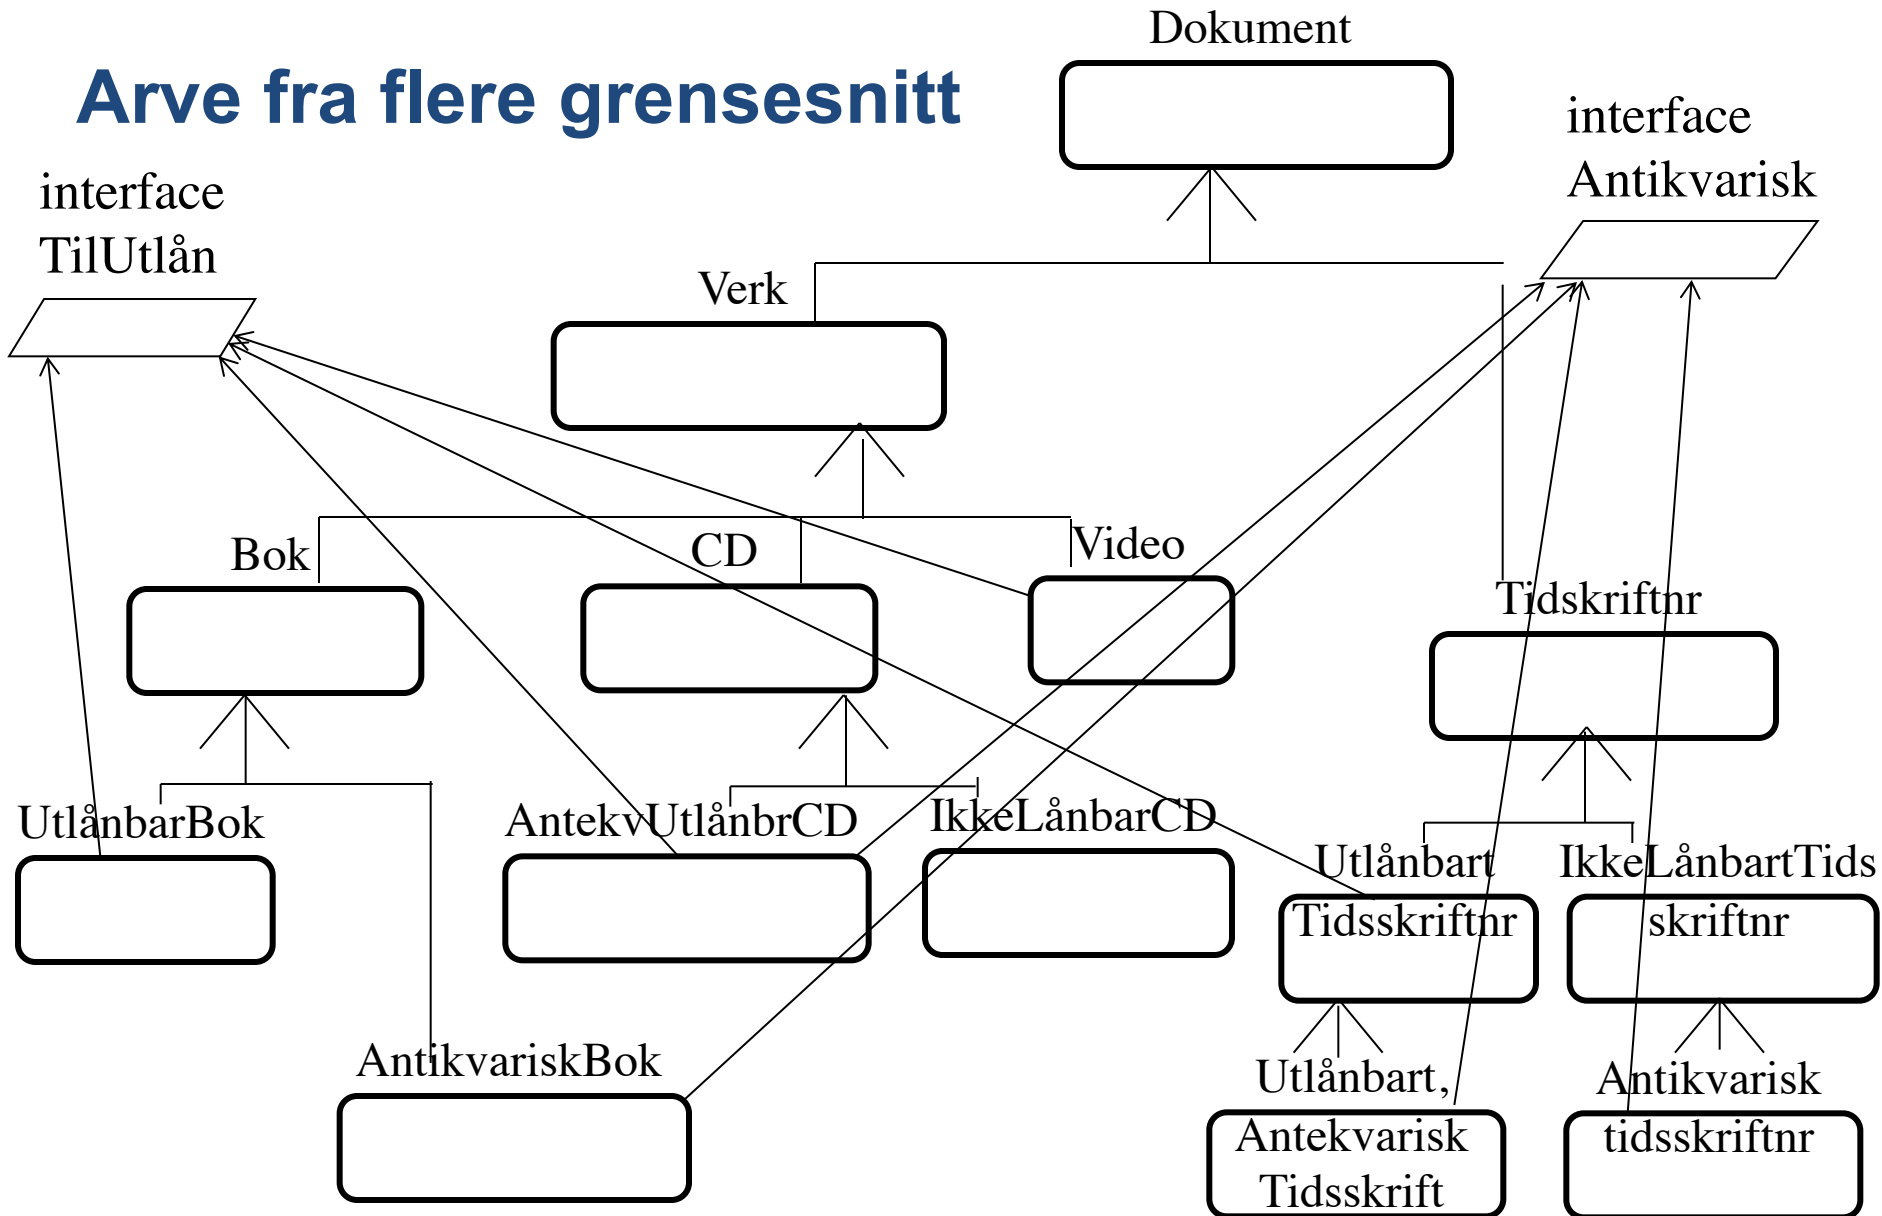 Dokument
Arve fra flere grensesnitt
interface
Antikvarisk
interface
TilUtlån
Verk
Bok
CD
Video
Tidskriftnr
UtlånbarBok
AntekvUtlånbrCD
IkkeLånbarCD
Utlånbart
Tidsskriftnr
IkkeLånbartTids
skriftnr
AntikvariskBok
Utlånbart,
Antekvarisk
Tidsskrift
Antikvarisk
tidsskriftnr